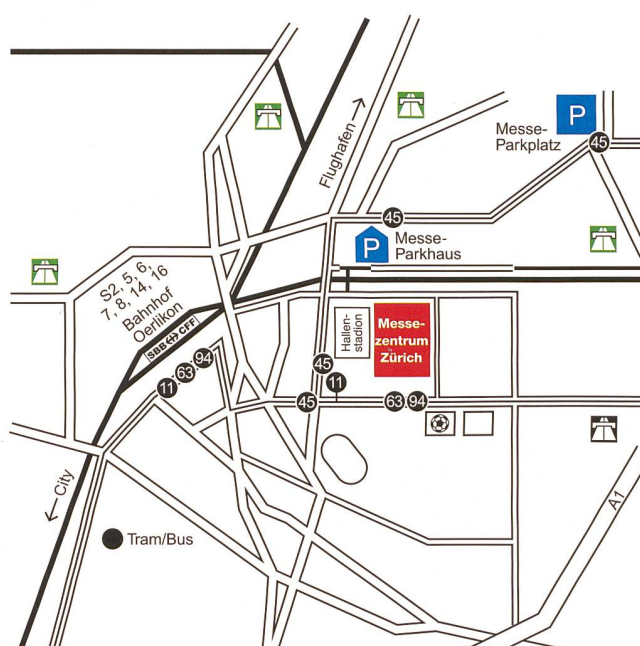 P
Messe-
Parkplatz
45
Flughafen
45
P
Messe-
Parkhaus
S2, 5, 6,
7, 8, 14, 16
Bahnhof
Oerlikon
SBB CFF
Hallen-
stadion
Messe-
zentrum
Zürich
45
11
94
63
11
45
63
94
City
A1
Tram/Bus